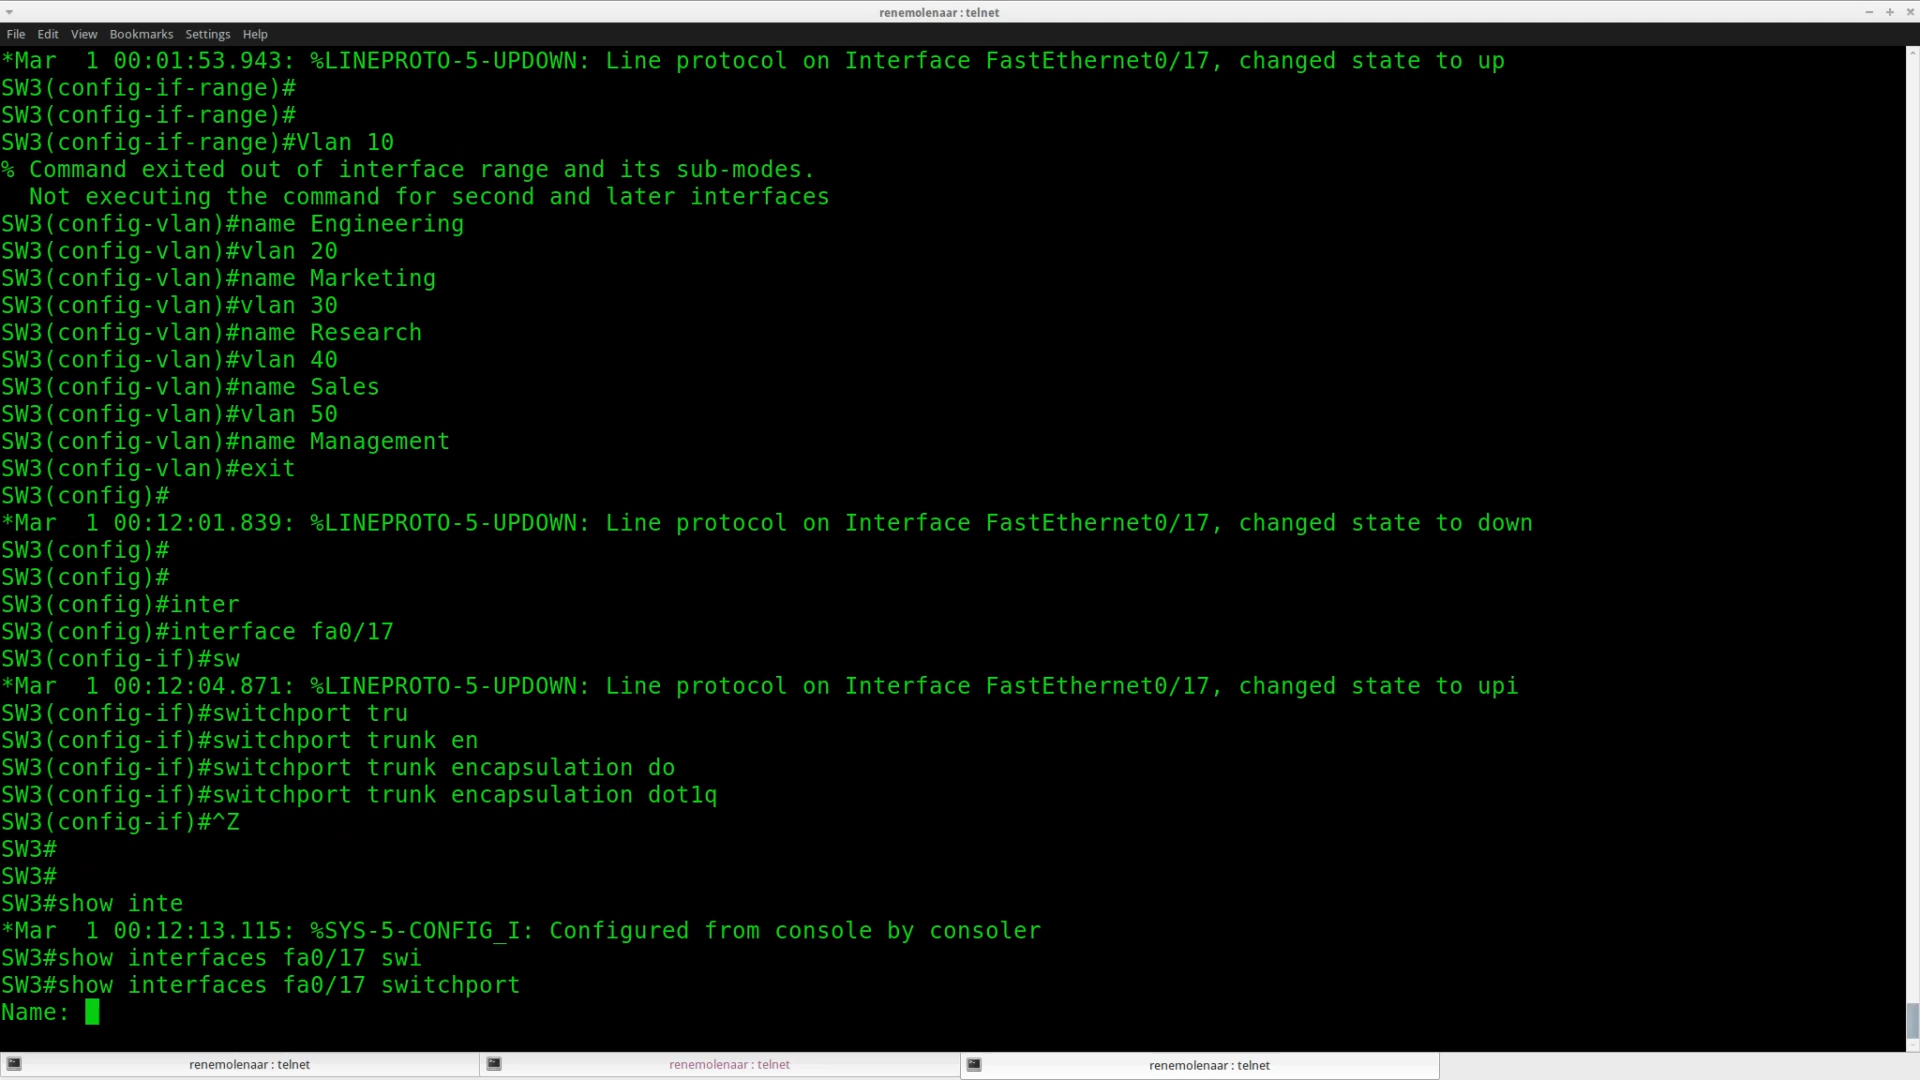 renemolenaar : telnet
File Edit View Bookmarks Settings Help
*Mar  1 00:01:53.943: %LINEPROTO-5-UPDOWN: Line protocol on Interface FastEthernet0/17, changed state to up
SW3(config-if-range)#
SW3(config-if-range)#
SW3(config-if-range)#Vlan 10
% Command exited out of interface range and its sub-modes.
  Not executing the command for second and later interfaces
SW3(config-vlan)#name Engineering
SW3(config-vlan)#vlan 20
SW3(config-vlan)#name Marketing
SW3(config-vlan)#vlan 30
SW3(config-vlan)#name Research
SW3(config-vlan)#vlan 40
SW3(config-vlan)#name Sales
SW3(config-vlan)#vlan 50
SW3(config-vlan)#name Management
SW3(config-vlan)#exit
SW3(config)#
*Mar  1 00:12:01.839: %LINEPROTO-5-UPDOWN: Line protocol on Interface FastEthernet0/17, changed state to down
SW3(config)#
SW3(config)#
SW3(config)#inter
SW3(config)#interface fa0/17
SW3(config-if)#sw
*Mar  1 00:12:04.871: %LINEPROTO-5-UPDOWN: Line protocol on Interface FastEthernet0/17, changed state to upi
SW3(config-if)#switchport tru
SW3(config-if)#switchport trunk en
SW3(config-if)#switchport trunk encapsulation do
SW3(config-if)#switchport trunk encapsulation dot1q
SW3(config-if)#^Z
SW3#
SW3#
SW3#show inte
*Mar  1 00:12:13.115: %SYS-5-CONFIG_I: Configured from console by consoler
SW3#show interfaces fa0/17 swi
SW3#show interfaces fa0/17 switchport
Name:
renemolenaar : telnet renemolenaar : telnet renemolenaar : telnet